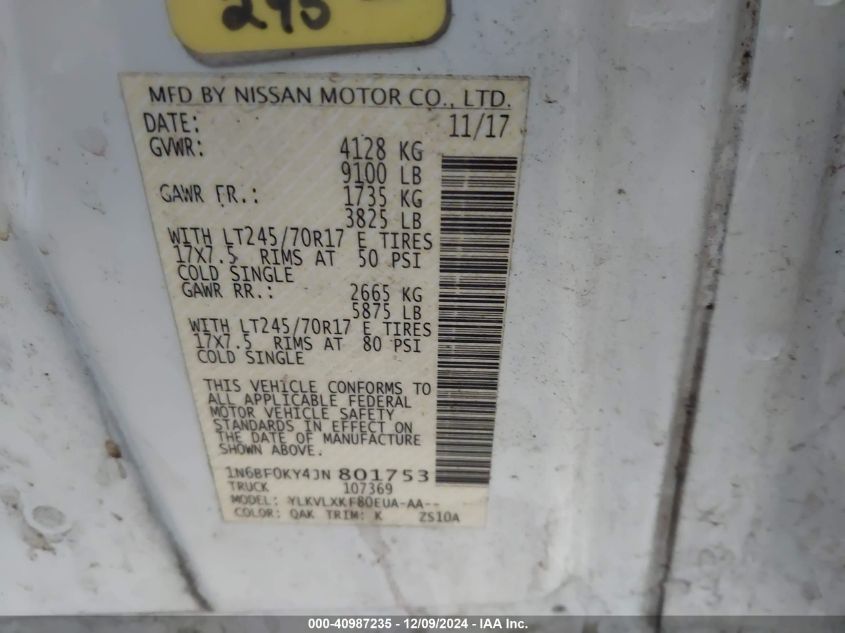 245
MFD BY NISSAN MOTOR CO., LTD.
DATE: 11/17
GVWR: 4128 KG
9100 LB
GAWR FR.: 1735 KG
3825 LB
WITH LT245/70R17 E TIRES
17X7.5 RIMS AT 50 PSI
COLD SINGLE
GAWR RR.: 2665 KG
5875 LB
WITH LT245/70R17 E TIRES
17X7.5 RIMS AT 80 PSI
COLD SINGLE
THIS VEHICLE CONFORMS TO
ALL APPLICABLE FEDERAL
MOTOR VEHICLE SAFETY
STANDARDS IN EFFECT ON
THE DATE OF MANUFACTURE
SHOWN ABOVE.
1N6BF0KY4JN801753
TRUCK 107369
MODEL: YLKVLXKF80EUA-AA--
COLOR: QAK TRIM: K ZS10A
000-40987235 - 12/09/2024 - IAA Inc.